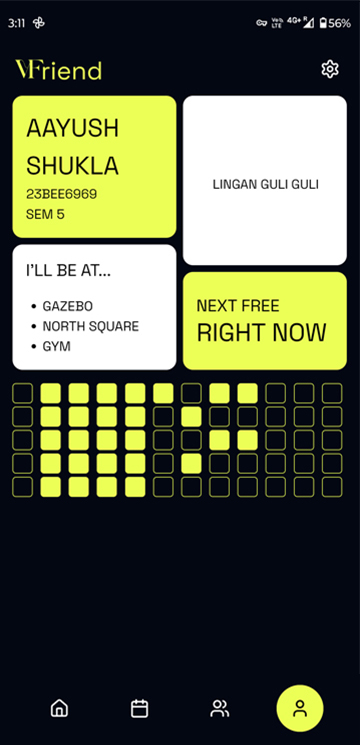 3:11
Vo))
LTE
4G+ R
56%
VFriend
AAYUSH
SHUKLA
23BEE6969
SEM 5
LINGAN GULI GULI
I'LL BE AT...
• GAZEBO
• NORTH SQUARE
• GYM
NEXT FREE
RIGHT NOW